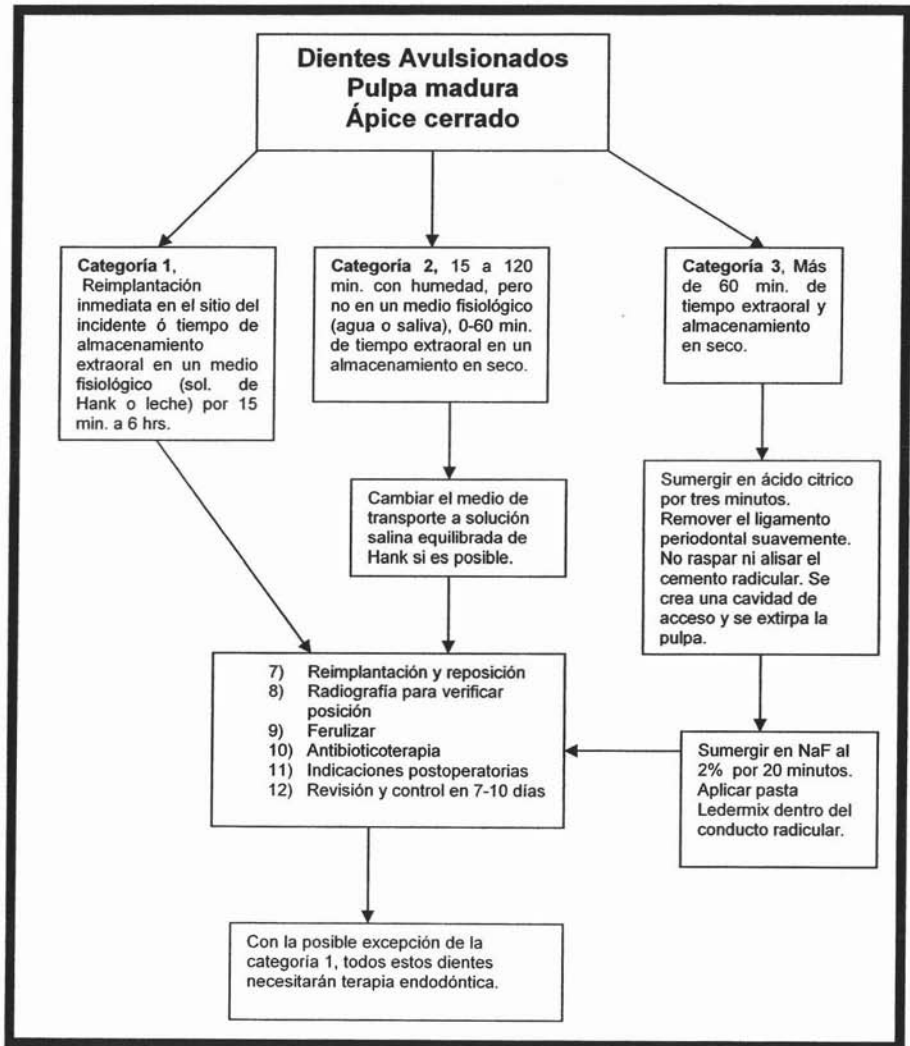 Dientes Avulsionados
Pulpa madura
Ápice cerrado
Categoría 1,
Reimplantación
inmediata en el sitio del
incidente ó tiempo de
almacenamiento
extraoral en un medio
fisiológico (sol. de
Hank o leche) por 15
min. a 6 hrs.
Categoría 2, 15 a 120
min. con humedad, pero
no en un medio fisiológico
(agua o saliva), 0-60 min.
de tiempo extraoral en un
almacenamiento en seco.
Categoría 3, Más
de 60 min. de
tiempo extraoral y
almacenamiento
en seco.
Cambiar el medio de
transporte a solución
salina equilibrada de
Hank si es posible.
Sumergir en ácido citrico
por tres minutos.
Remover el ligamento
periodontal suavemente.
No raspar ni alisar el
cemento radicular. Se
crea una cavidad de
acceso y se extirpa la
pulpa.
7) Reimplantación y reposición
8) Radiografía para verificar
posición
9) Ferulizar
10) Antibioticoterapia
11) Indicaciones postoperatorias
12) Revisión y control en 7-10 días
Sumergir en NaF al
2% por 20 minutos.
Aplicar pasta
Ledermix dentro del
conducto radicular.
Con la posible excepción de la
categoría 1, todos estos dientes
necesitarán terapia endodóntica.